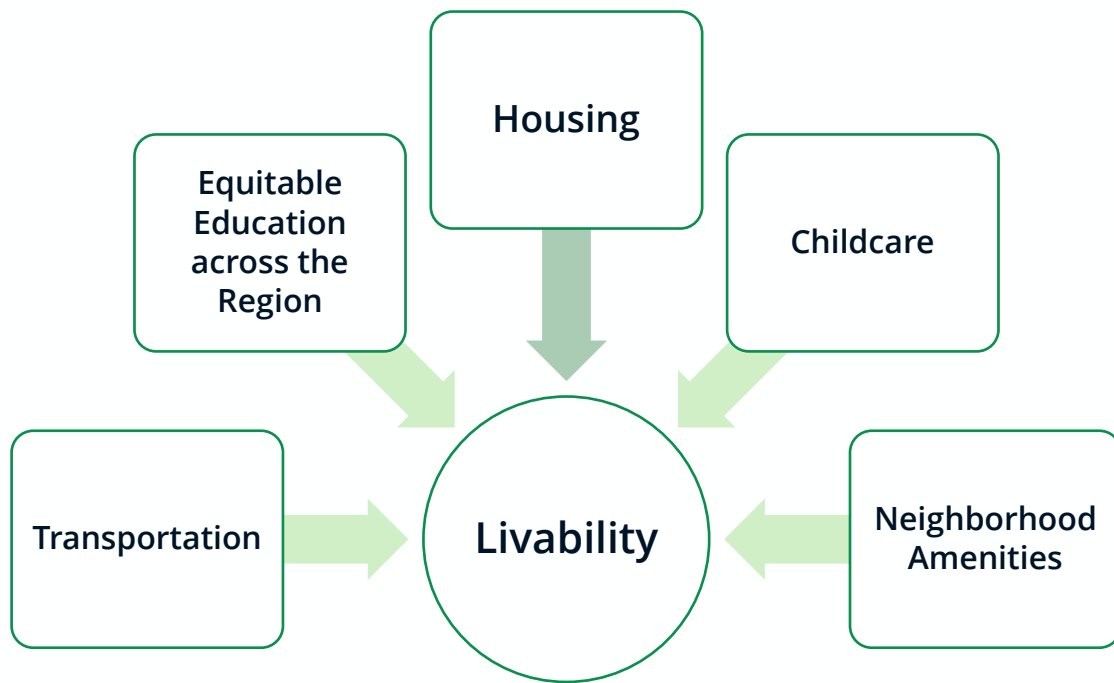 Housing
Equitable
Education
across the
Region
Childcare
Transportation
Livability
Neighborhood
Amenities